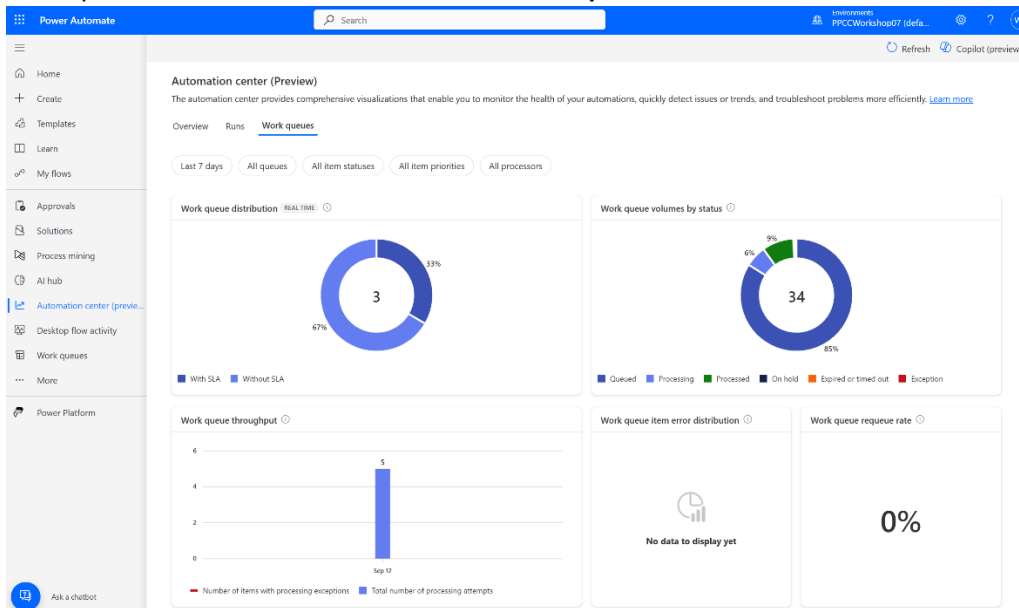 Power Automate
Search
Environments
PPCCWorkshop07 (defa...
?
Refresh
Copilot (preview
Home
Create
Templates
Learn
My flows
Approvals
Solutions
Process mining
AI hub
Automation center (previe...
Desktop flow activity
Work queues
More
Power Platform
Ask a chatbot
Automation center (Preview)
The automation center provides comprehensive visualizations that enable you to monitor the health of your automations, quickly detect issues or trends, and troubleshoot problems more efficiently. Learn more
Overview Runs Work queues
Last 7 days All queues All item statuses All item priorities All processors
Work queue distribution REAL TIME
33%
3
67%
With SLA Without SLA
Work queue volumes by status
9%
6%
34
85%
Queued Processing Processed On hold Expired or timed out Exception
Work queue throughput
6
5
4
2
0
Sep 12
Number of items with processing exceptions Total number of processing attempts
Work queue item error distribution
No data to display yet
Work queue requeue rate
0%